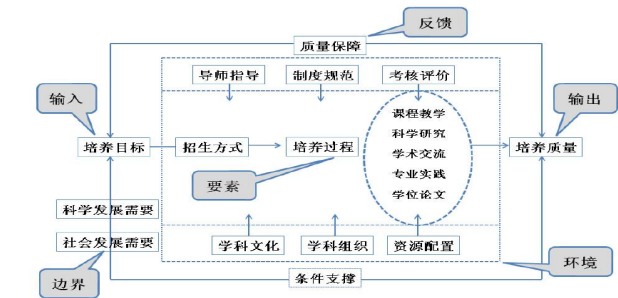 反馈
质量保障
导师指导
制度规范
考核评价
输入
输出
课程教学
科学研究
学术交流
专业实践
学位论文
培养目标
招生方式
培养过程
培养质量
要素
科学发展需要
社会发展需要
学科文化
学科组织
资源配置
边界
条件支撑
环境